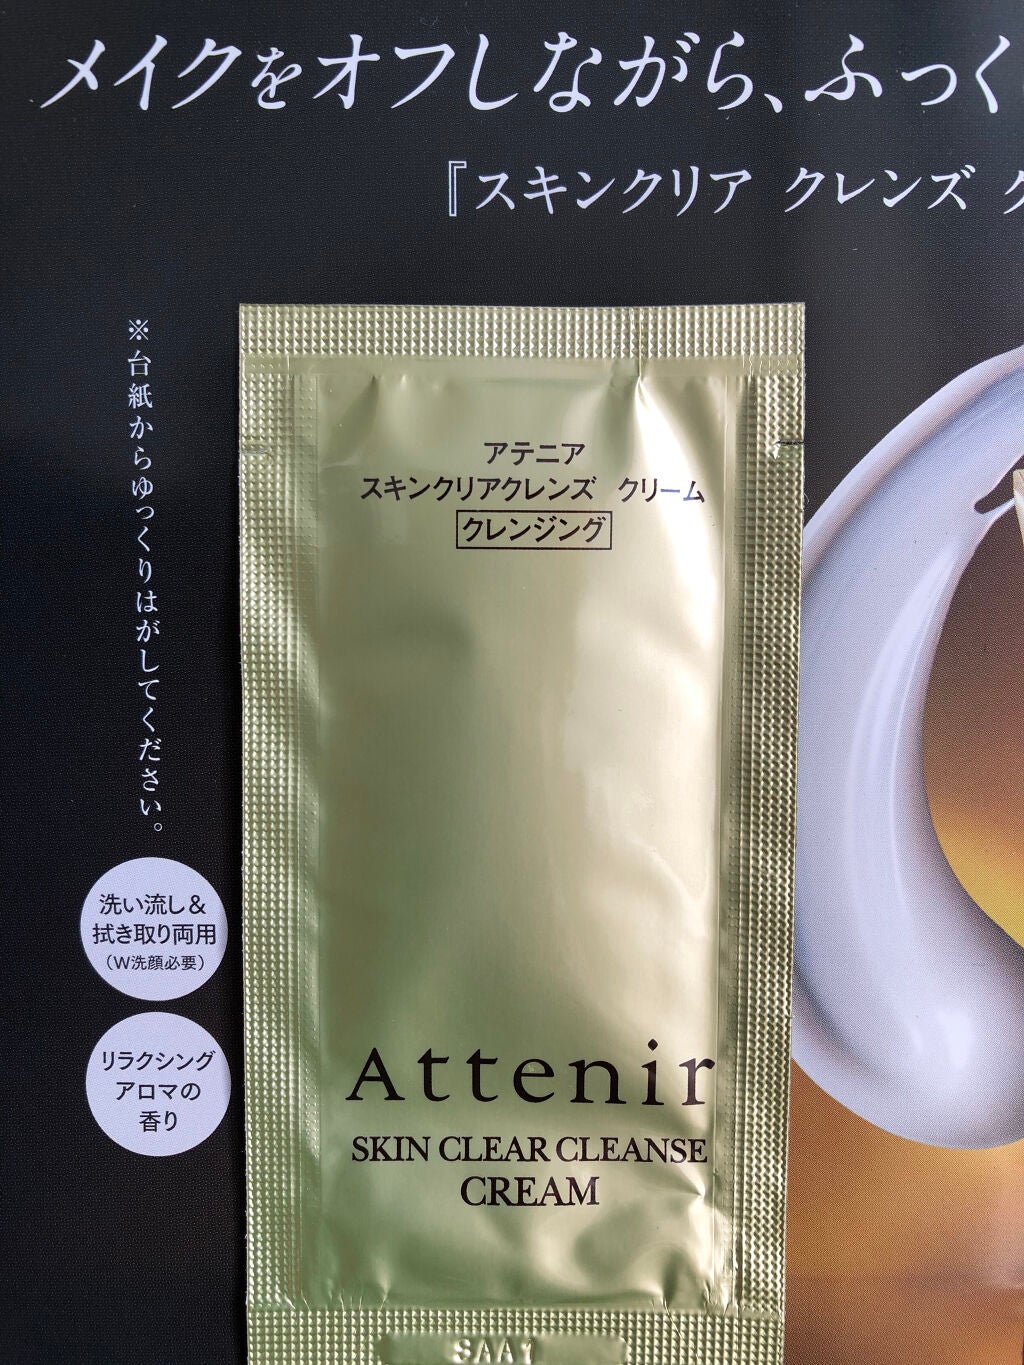 メイクをオフしながら、ふっく
『スキンクリア クレンズ ク
※台紙からゆっくりはがしてください。
アテニア
スキンクリアクレンズ クリーム
クレンジング
洗い流し＆
拭き取り両用
（W洗顔必要）
リラクシング
アロマの
香り
Attenir
SKIN CLEAR CLEANSE
CREAM
SAA1